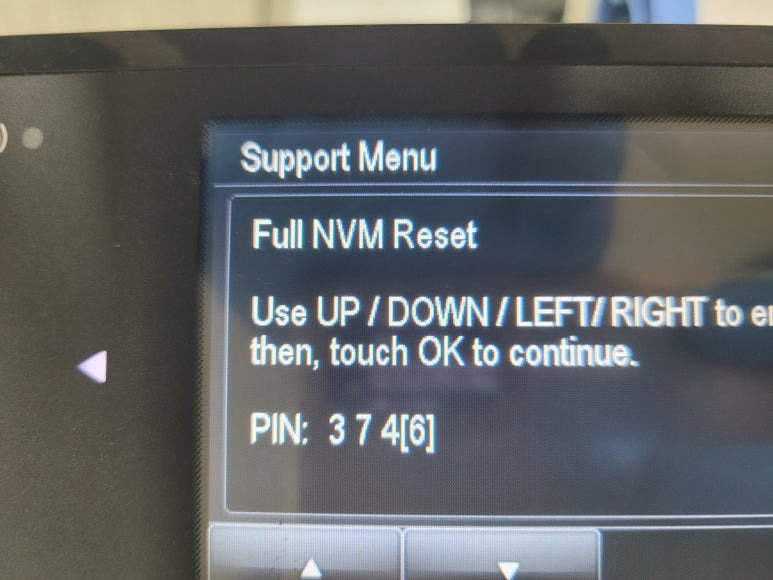 Support Menu
Full NVM Reset
Use UP / DOWN / LEFT/ RIGHT to
then, touch OK to continue.
PIN: 3 7 4[6]